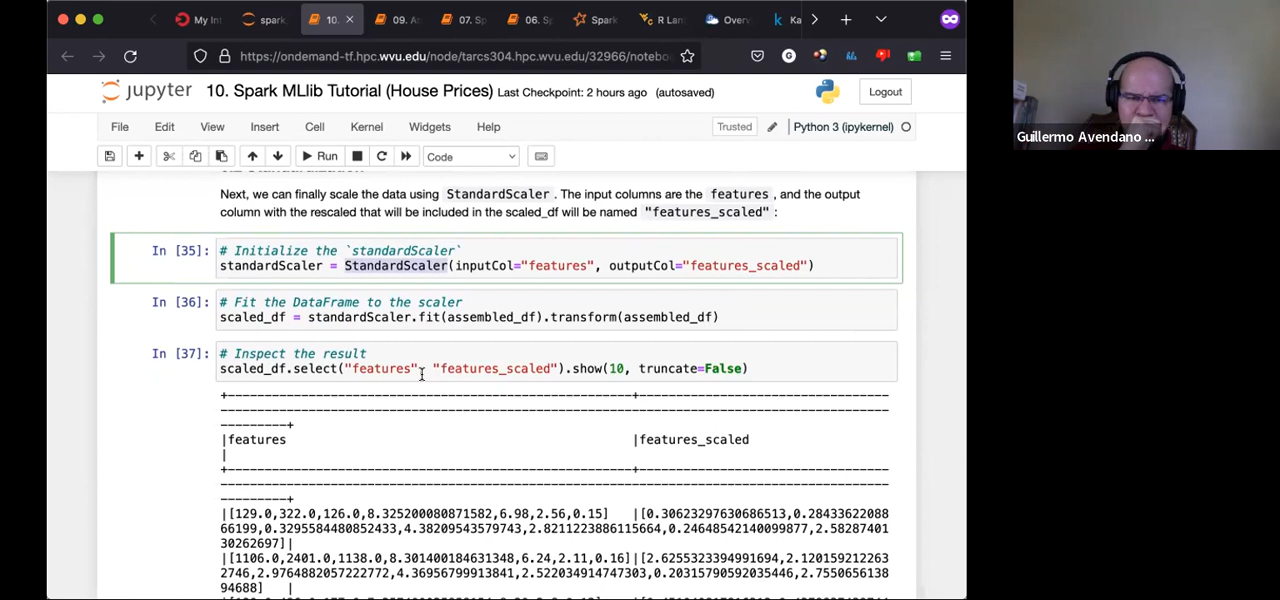 My In
spark
10.
09. A
07. Sp
06. S
Spark
R Lan
Overv
Ka
https://ondemand-tf.hpc.wvu.edu/node/tarcs304.hpc.wvu.edu/32966/notebo
G
jupyter 10. Spark MLlib Tutorial (House Prices) Last Checkpoint: 2 hours ago (autosaved)
Logout
File Edit View Insert Cell Kernel Widgets Help
Trusted Python 3 (ipykernel)
Run Code
Next, we can finally scale the data using StandardScaler . The input columns are the features , and the output
column with the rescaled that will be included in the scaled_df will be named "features_scaled" :
In [35]: # Initialize the `standardScaler`
standardScaler = StandardScaler(inputCol="features", outputCol="features_scaled")
In [36]: # Fit the DataFrame to the scaler
scaled_df = standardScaler.fit(assembled_df).transform(assembled_df)
In [37]: # Inspect the result
scaled_df.select("features", "features_scaled").show(10, truncate=False)
+---------------------------------------------------------+-----------------------------------
-----------------------------------------------------------------------------------------
---------+
|features |features_scaled
|
+---------------------------------------------------------+-----------------------------------
-----------------------------------------------------------------------------------------
---------+
|[129.0,322.0,126.0,8.325200080871582,6.98,2.56,0.15] |[0.30623297630686513,0.28433622088
66199,0.3295584480852433,4.38209543579743,2.8211223886115664,0.24648542140099877,2.58287401
30262697]|
|[1106.0,2401.0,1138.0,8.301400184631348,6.24,2.11,0.16]|[2.6255323394991694,2.120159212263
2746,2.9764882057222772,4.36956799913841,2.522034914747303,0.20315790592035446,2.7550656138
94688] |
Guillermo Avendano ...